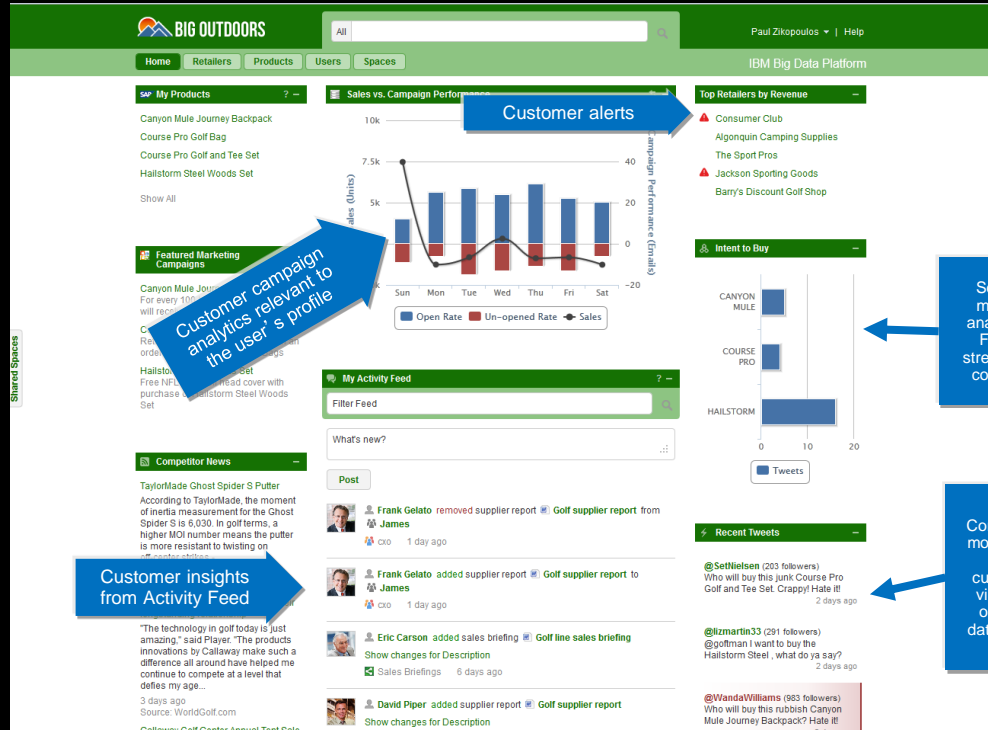 BIG OUTDOORS
All
Paul Zikopoulos | Help
Home Retailers Products Users Spaces
IBM Big Data Platform
Shared Spaces
SAP My Products ? –
Canyon Mule Journey Backpack
Course Pro Golf Bag
Course Pro Golf and Tee Set
Hailstorm Steel Woods Set
Show All
Featured Marketing
Campaigns
Canyon Mule
For every
will
order
Free NFL head cover with
purchase Hailstorm Steel Woods
Set
Customer campaign
analytics relevant to
the user's profile
Competitor News –
TaylorMade Ghost Spider S Putter
According to TaylorMade, the moment
of inertia measurement for the Ghost
Spider S is 6,030. In golf terms, a
higher MOI number means the putter
is more resistant to twisting on
off-center strikes.
Customer insights
from Activity Feed
"The technology in golf today is just
amazing," said Player. "The products
innovations by Callaway make such a
difference all around have helped me
continue to compete at a level that
defies my age...
3 days ago
Source: WorldGolf.com
Callaway Golf Center Annual Tent Sale
Sales vs. Campaign Performance
Customer alerts
10k
7.5k
5k
40
20
0
-20
Campaign Performance (Emails)
Sun Mon Tue Wed Thu Fri Sat
Open Rate Un-opened Rate Sales
My Activity Feed ? –
Filter Feed
What's new?
Post
Frank Gelato removed supplier report Golf supplier report from
James
CXO 1 day ago
Frank Gelato added supplier report Golf supplier report to
James
CXO 1 day ago
Eric Carson added sales briefing Golf line sales briefing
Show changes for Description
Sales Briefings 6 days ago
David Piper added supplier report Golf supplier report
Show changes for Description
Top Retailers by Revenue –
Consumer Club
Algonquin Camping Supplies
The Sport Pros
Jackson Sporting Goods
Barry's Discount Golf Shop
Intent to Buy –
CANYON
MULE
COURSE
PRO
HAILSTORM
0 10 20
Tweets
Recent Tweets –
@SetNielsen (203 followers)
Who will buy this junk Course Pro
Golf and Tee Set. Crappy! Hate it!
2 days ago
@lizmartin33 (291 followers)
@goftman I want to buy the
Hailstorm Steel , what do ya say?
2 days ago
@WandaWilliams (983 followers)
Who will buy this rubbish Canyon
Mule Journey Backpack? Hate it!